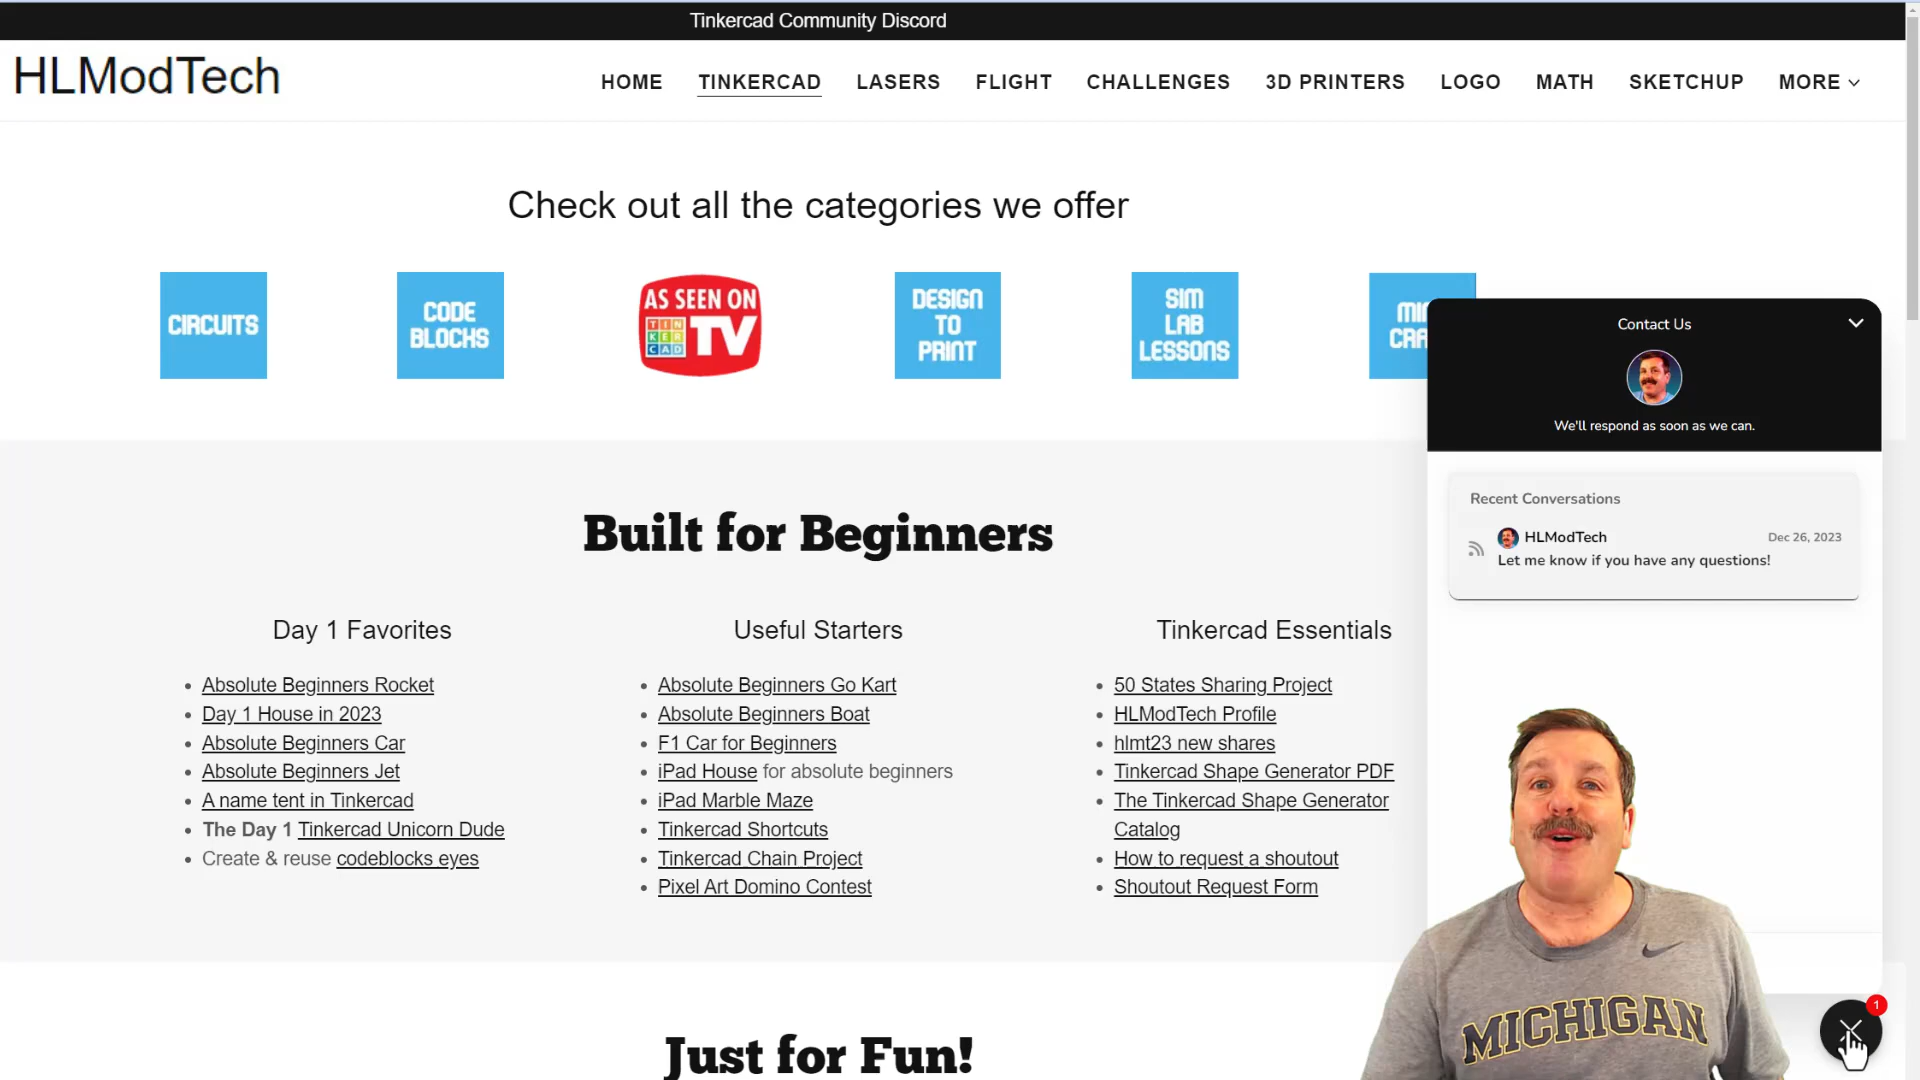 Tinkercad Community Discord
HLModTech
HOME TINKERCAD LASERS FLIGHT CHALLENGES 3D PRINTERS LOGO MATH SKETCHUP MORE
Check out all the categories we offer
CIRCUITS
CODE
BLOCKS
AS SEEN ON
TIN
KER
CAD
TV
DESIGN
TO
PRINT
SIM
LAB
LESSONS
Contact Us
We'll respond as soon as we can.
Recent Conversations
HLModTech Dec 26, 2023
Let me know if you have any questions!
Built for Beginners
Day 1 Favorites
Absolute Beginners Rocket
Day 1 House in 2023
Absolute Beginners Car
Absolute Beginners Jet
A name tent in Tinkercad
The Day 1 Tinkercad Unicorn Dude
Create & reuse codeblocks eyes
Useful Starters
Absolute Beginners Go Kart
Absolute Beginners Boat
F1 Car for Beginners
iPad House for absolute beginners
iPad Marble Maze
Tinkercad Shortcuts
Tinkercad Chain Project
Pixel Art Domino Contest
Tinkercad Essentials
50 States Sharing Project
HLModTech Profile
hlmt23 new shares
Tinkercad Shape Generator PDF
The Tinkercad Shape Generator
Catalog
How to request a shoutout
Shoutout Request Form
MICHIGAN
1
Just for Fun!